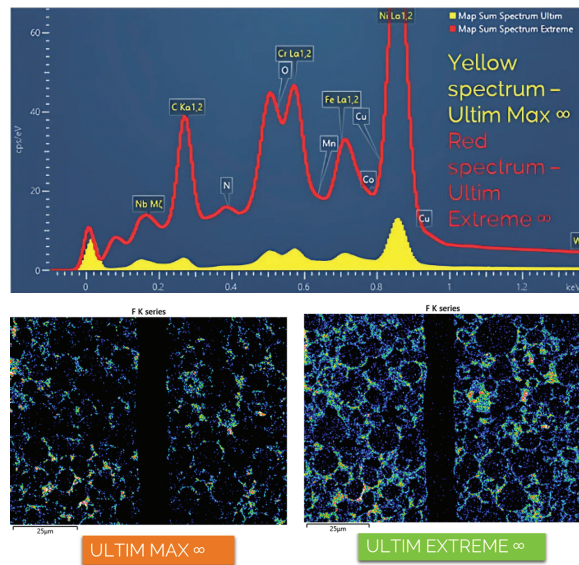 60
40
20
0
cps/eV
Ni La1,2
Map Sum Spectrum Ultim
Map Sum Spectrum Extreme
Cr La1,2
O
C Ka1,2
Fe La1,2
Cu
Mn
N
Nb Mζ
Co
Cu
W
Yellow
spectrum –
Ultim Max ∞
Red
spectrum –
Ultim
Extreme ∞
0
0.2
0.4
0.6
0.8
1
1.2
keV
F K series
F K series
25µm
25µm
ULTIM MAX ∞
ULTIM EXTREME ∞